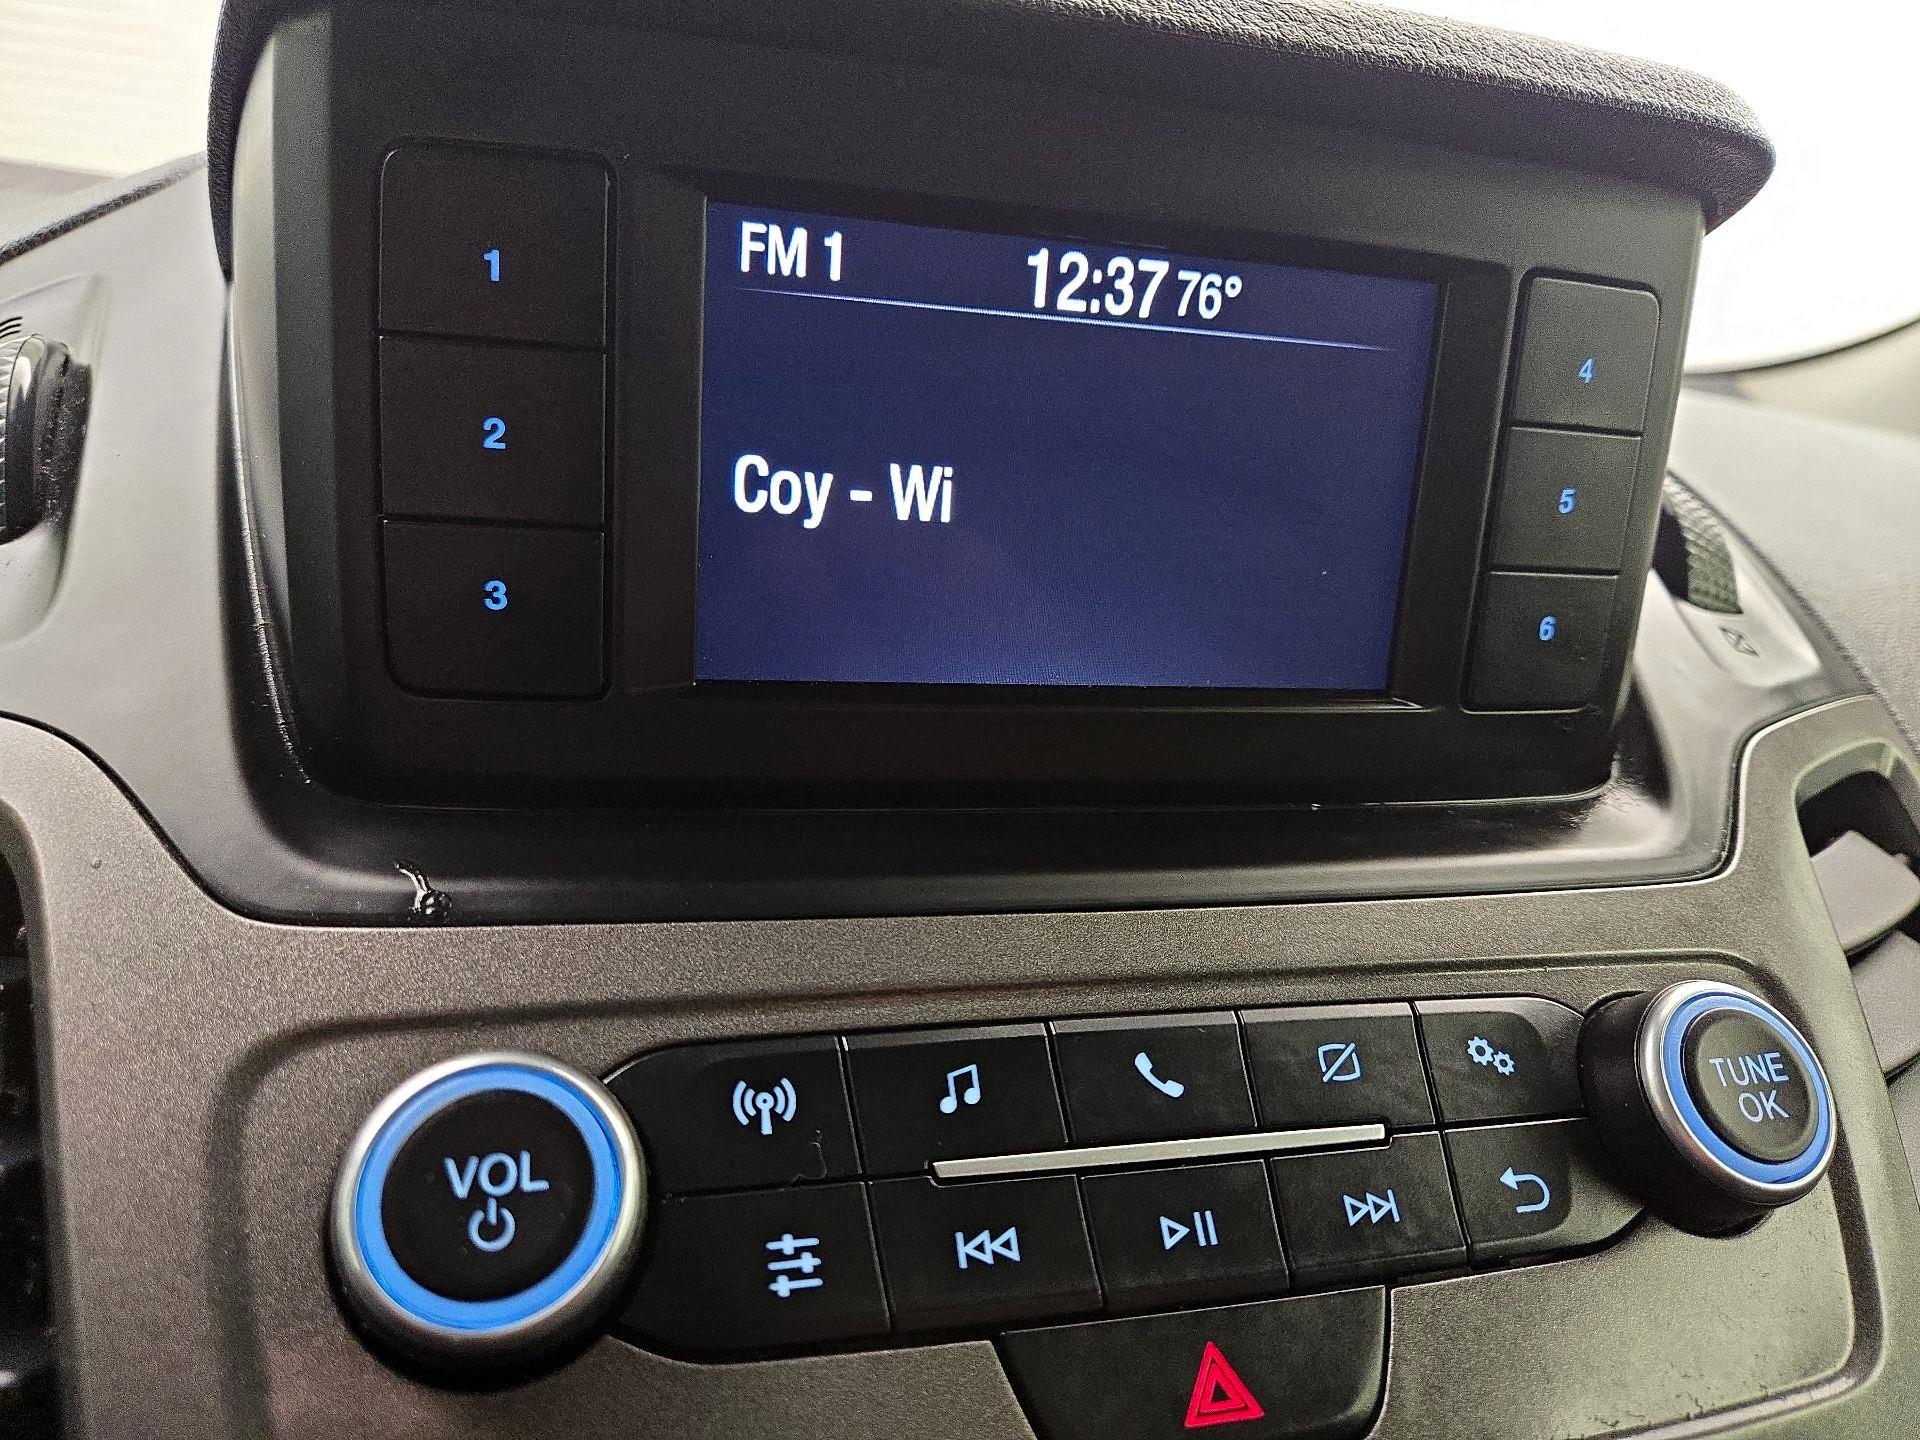 FM 1
12:37 76°
Coy - Wi
1
2
3
4
5
6
VOL
TUNE
OK